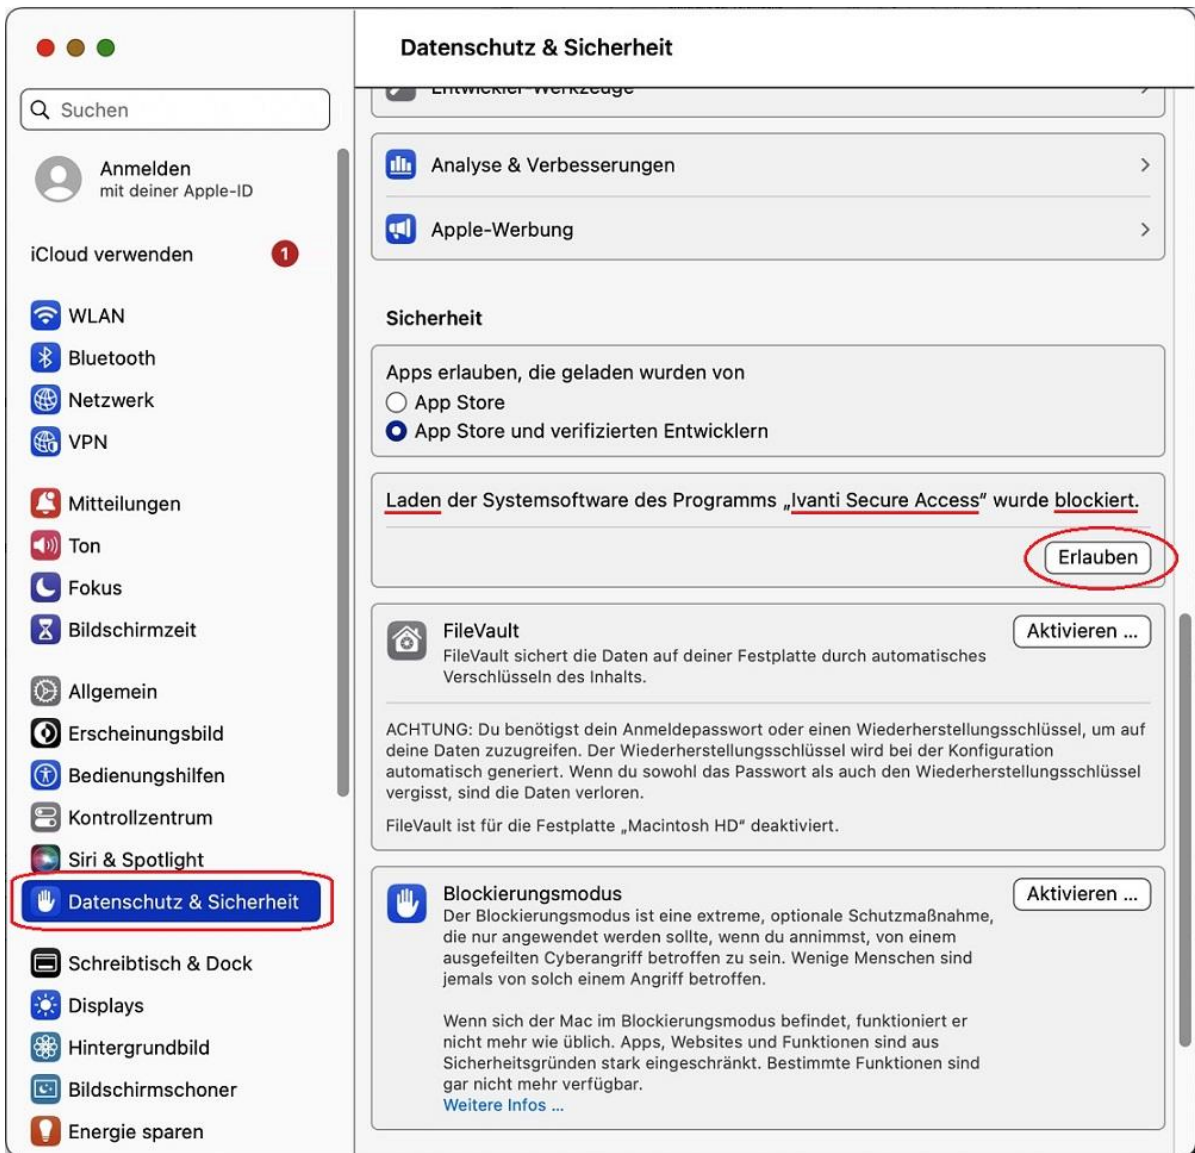 Suchen
Anmelden
mit deiner Apple-ID
iCloud verwenden
1
WLAN
Bluetooth
Netzwerk
VPN
Mitteilungen
Ton
Fokus
Bildschirmzeit
Allgemein
Erscheinungsbild
Bedienungshilfen
Kontrollzentrum
Siri & Spotlight
Datenschutz & Sicherheit
Schreibtisch & Dock
Displays
Hintergrundbild
Bildschirmschoner
Energie sparen
Datenschutz & Sicherheit
Entwickler-Werkzeuge
Analyse & Verbesserungen
Apple-Werbung
Sicherheit
Apps erlauben, die geladen wurden von
App Store
App Store und verifizierten Entwicklern
Laden der Systemsoftware des Programms „Ivanti Secure Access“ wurde blockiert.
Erlauben
FileVault
Aktivieren ...
FileVault sichert die Daten auf deiner Festplatte durch automatisches
Verschlüsseln des Inhalts.
ACHTUNG: Du benötigst dein Anmeldepasswort oder einen Wiederherstellungsschlüssel, um auf
deine Daten zuzugreifen. Der Wiederherstellungsschlüssel wird bei der Konfiguration
automatisch generiert. Wenn du sowohl das Passwort als auch den Wiederherstellungsschlüssel
vergisst, sind die Daten verloren.
FileVault ist für die Festplatte „Macintosh HD“ deaktiviert.
Blockierungsmodus
Aktivieren ...
Der Blockierungsmodus ist eine extreme, optionale Schutzmaßnahme,
die nur angewendet werden sollte, wenn du annimmst, von einem
ausgefeilten Cyberangriff betroffen zu sein. Wenige Menschen sind
jemals von solch einem Angriff betroffen.
Wenn sich der Mac im Blockierungsmodus befindet, funktioniert er
nicht mehr wie üblich. Apps, Websites und Funktionen sind aus
Sicherheitsgründen stark eingeschränkt. Bestimmte Funktionen sind
gar nicht mehr verfügbar.
Weitere Infos ...